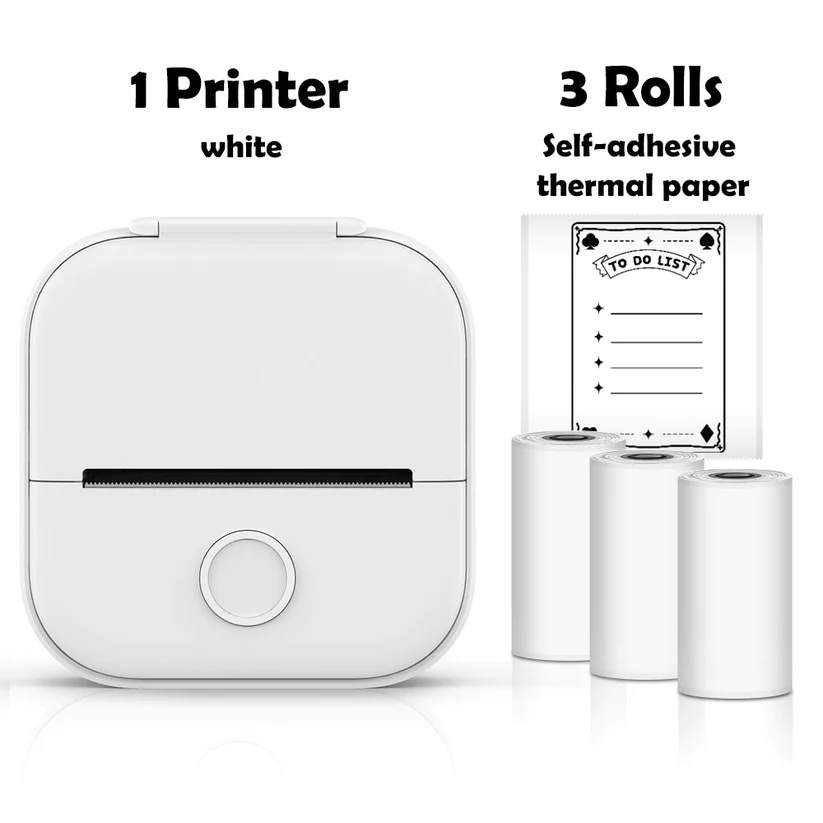 1 Printer
white
3 Rolls
Self-adhesive
thermal paper
TO DO LIST